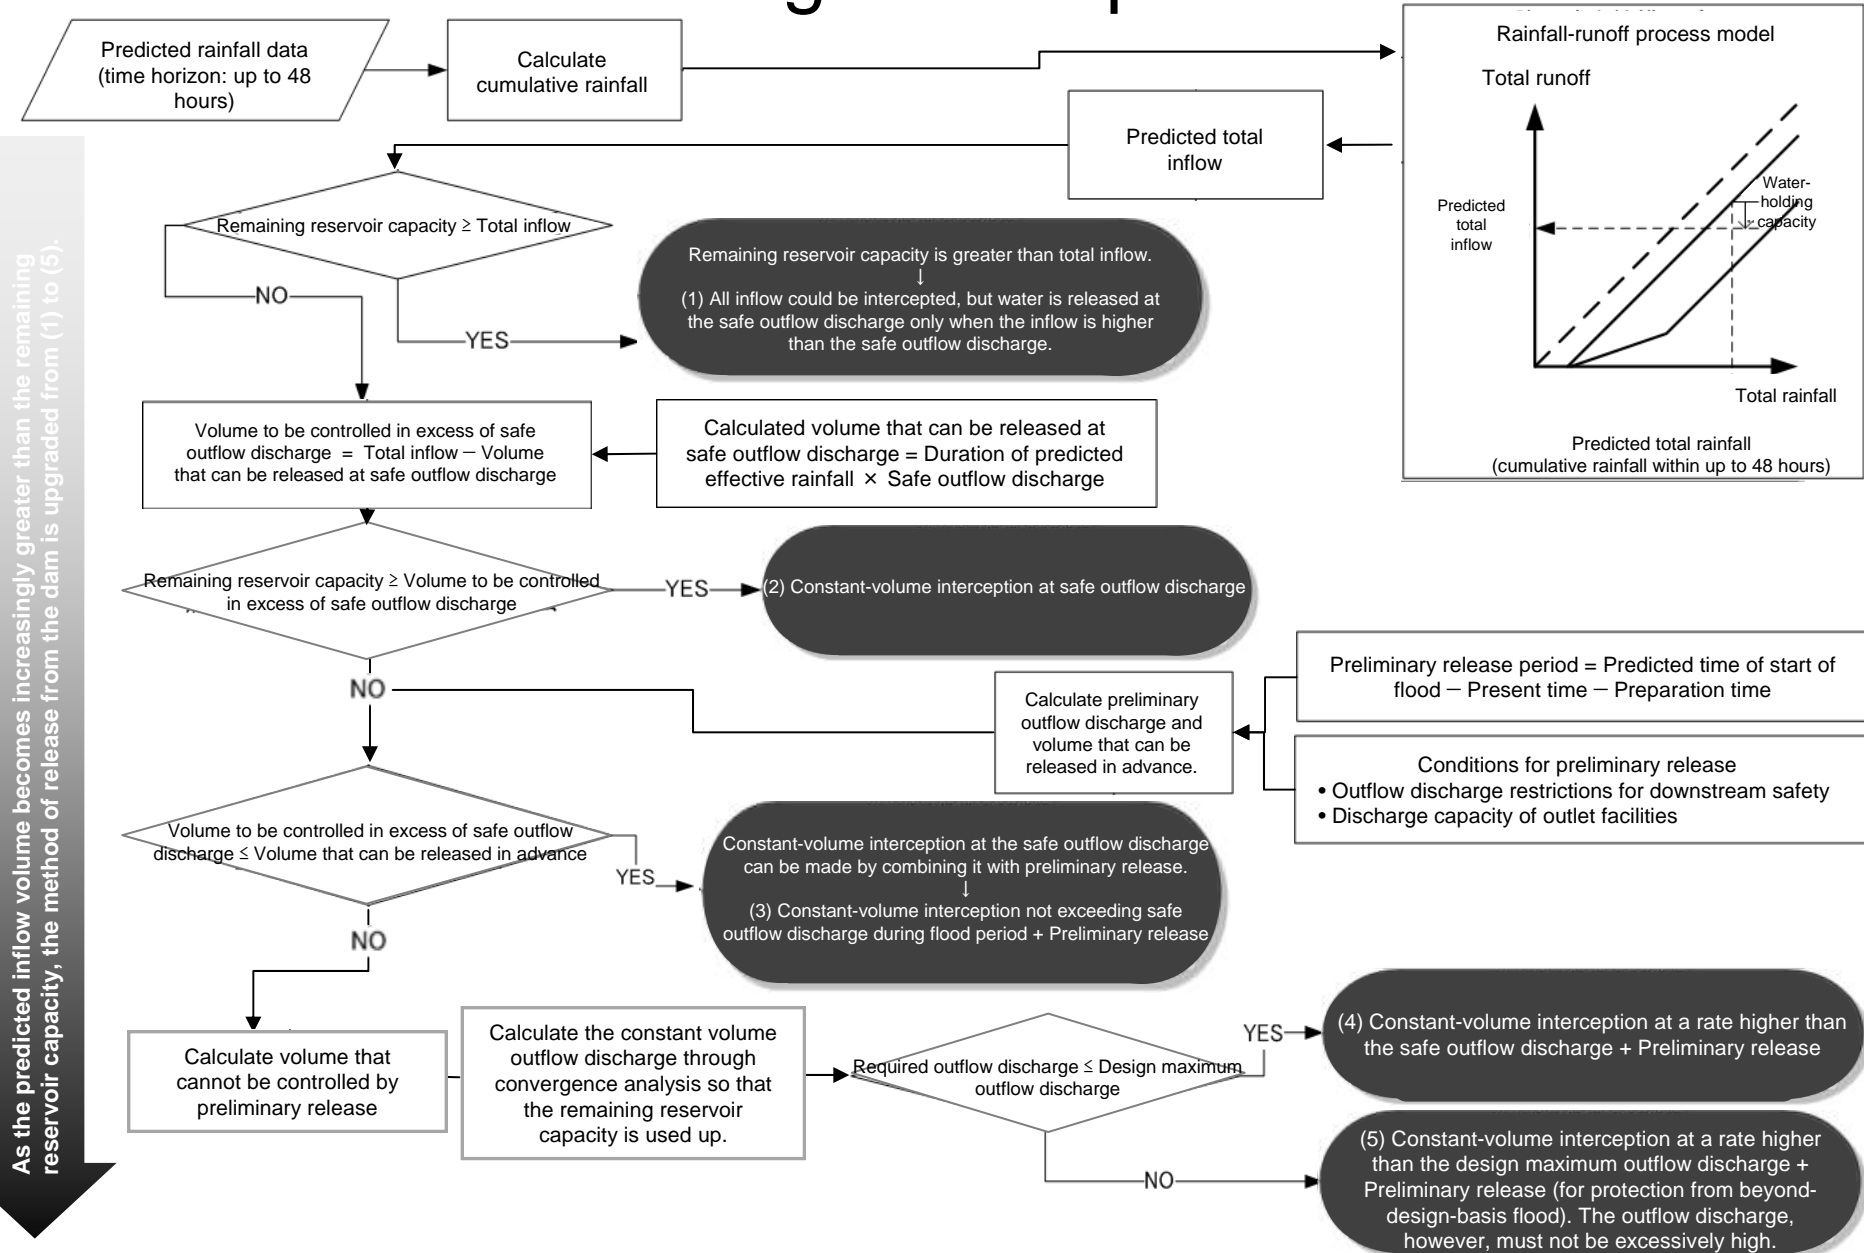 Predicted rainfall data
(time horizon: up to 48
hours)
Calculate
cumulative rainfall
Rainfall-runoff process model
Total runoff
Water-
holding
capacity
Predicted
total
inflow
Total rainfall
Predicted total rainfall
(cumulative rainfall within up to 48 hours)
Predicted total
inflow
Remaining reservoir capacity ≥ Total inflow
NO
YES
Remaining reservoir capacity is greater than total inflow.
↓
(1) All inflow could be intercepted, but water is released at
the safe outflow discharge only when the inflow is higher
than the safe outflow discharge.
Volume to be controlled in excess of safe
outflow discharge = Total inflow − Volume
that can be released at safe outflow discharge
Calculated volume that can be released at
safe outflow discharge = Duration of predicted
effective rainfall × Safe outflow discharge
Remaining reservoir capacity ≥ Volume to be controlled
in excess of safe outflow discharge
YES
(2) Constant-volume interception at safe outflow discharge
NO
Calculate preliminary
outflow discharge and
volume that can be
released in advance.
Preliminary release period = Predicted time of start of
flood − Present time − Preparation time
Conditions for preliminary release
• Outflow discharge restrictions for downstream safety
• Discharge capacity of outlet facilities
Volume to be controlled in excess of safe outflow
discharge ≤ Volume that can be released in advance
YES
Constant-volume interception at the safe outflow discharge
can be made by combining it with preliminary release.
↓
(3) Constant-volume interception not exceeding safe
outflow discharge during flood period + Preliminary release
NO
Calculate volume that
cannot be controlled by
preliminary release
Calculate the constant volume
outflow discharge through
convergence analysis so that
the remaining reservoir
capacity is used up.
Required outflow discharge ≤ Design maximum
outflow discharge
YES
(4) Constant-volume interception at a rate higher than
the safe outflow discharge + Preliminary release
NO
(5) Constant-volume interception at a rate higher
than the design maximum outflow discharge +
Preliminary release (for protection from beyond-
design-basis flood). The outflow discharge,
however, must not be excessively high.
As the predicted inflow volume becomes increasingly greater than the remaining
reservoir capacity, the method of release from the dam is upgraded from (1) to (5).